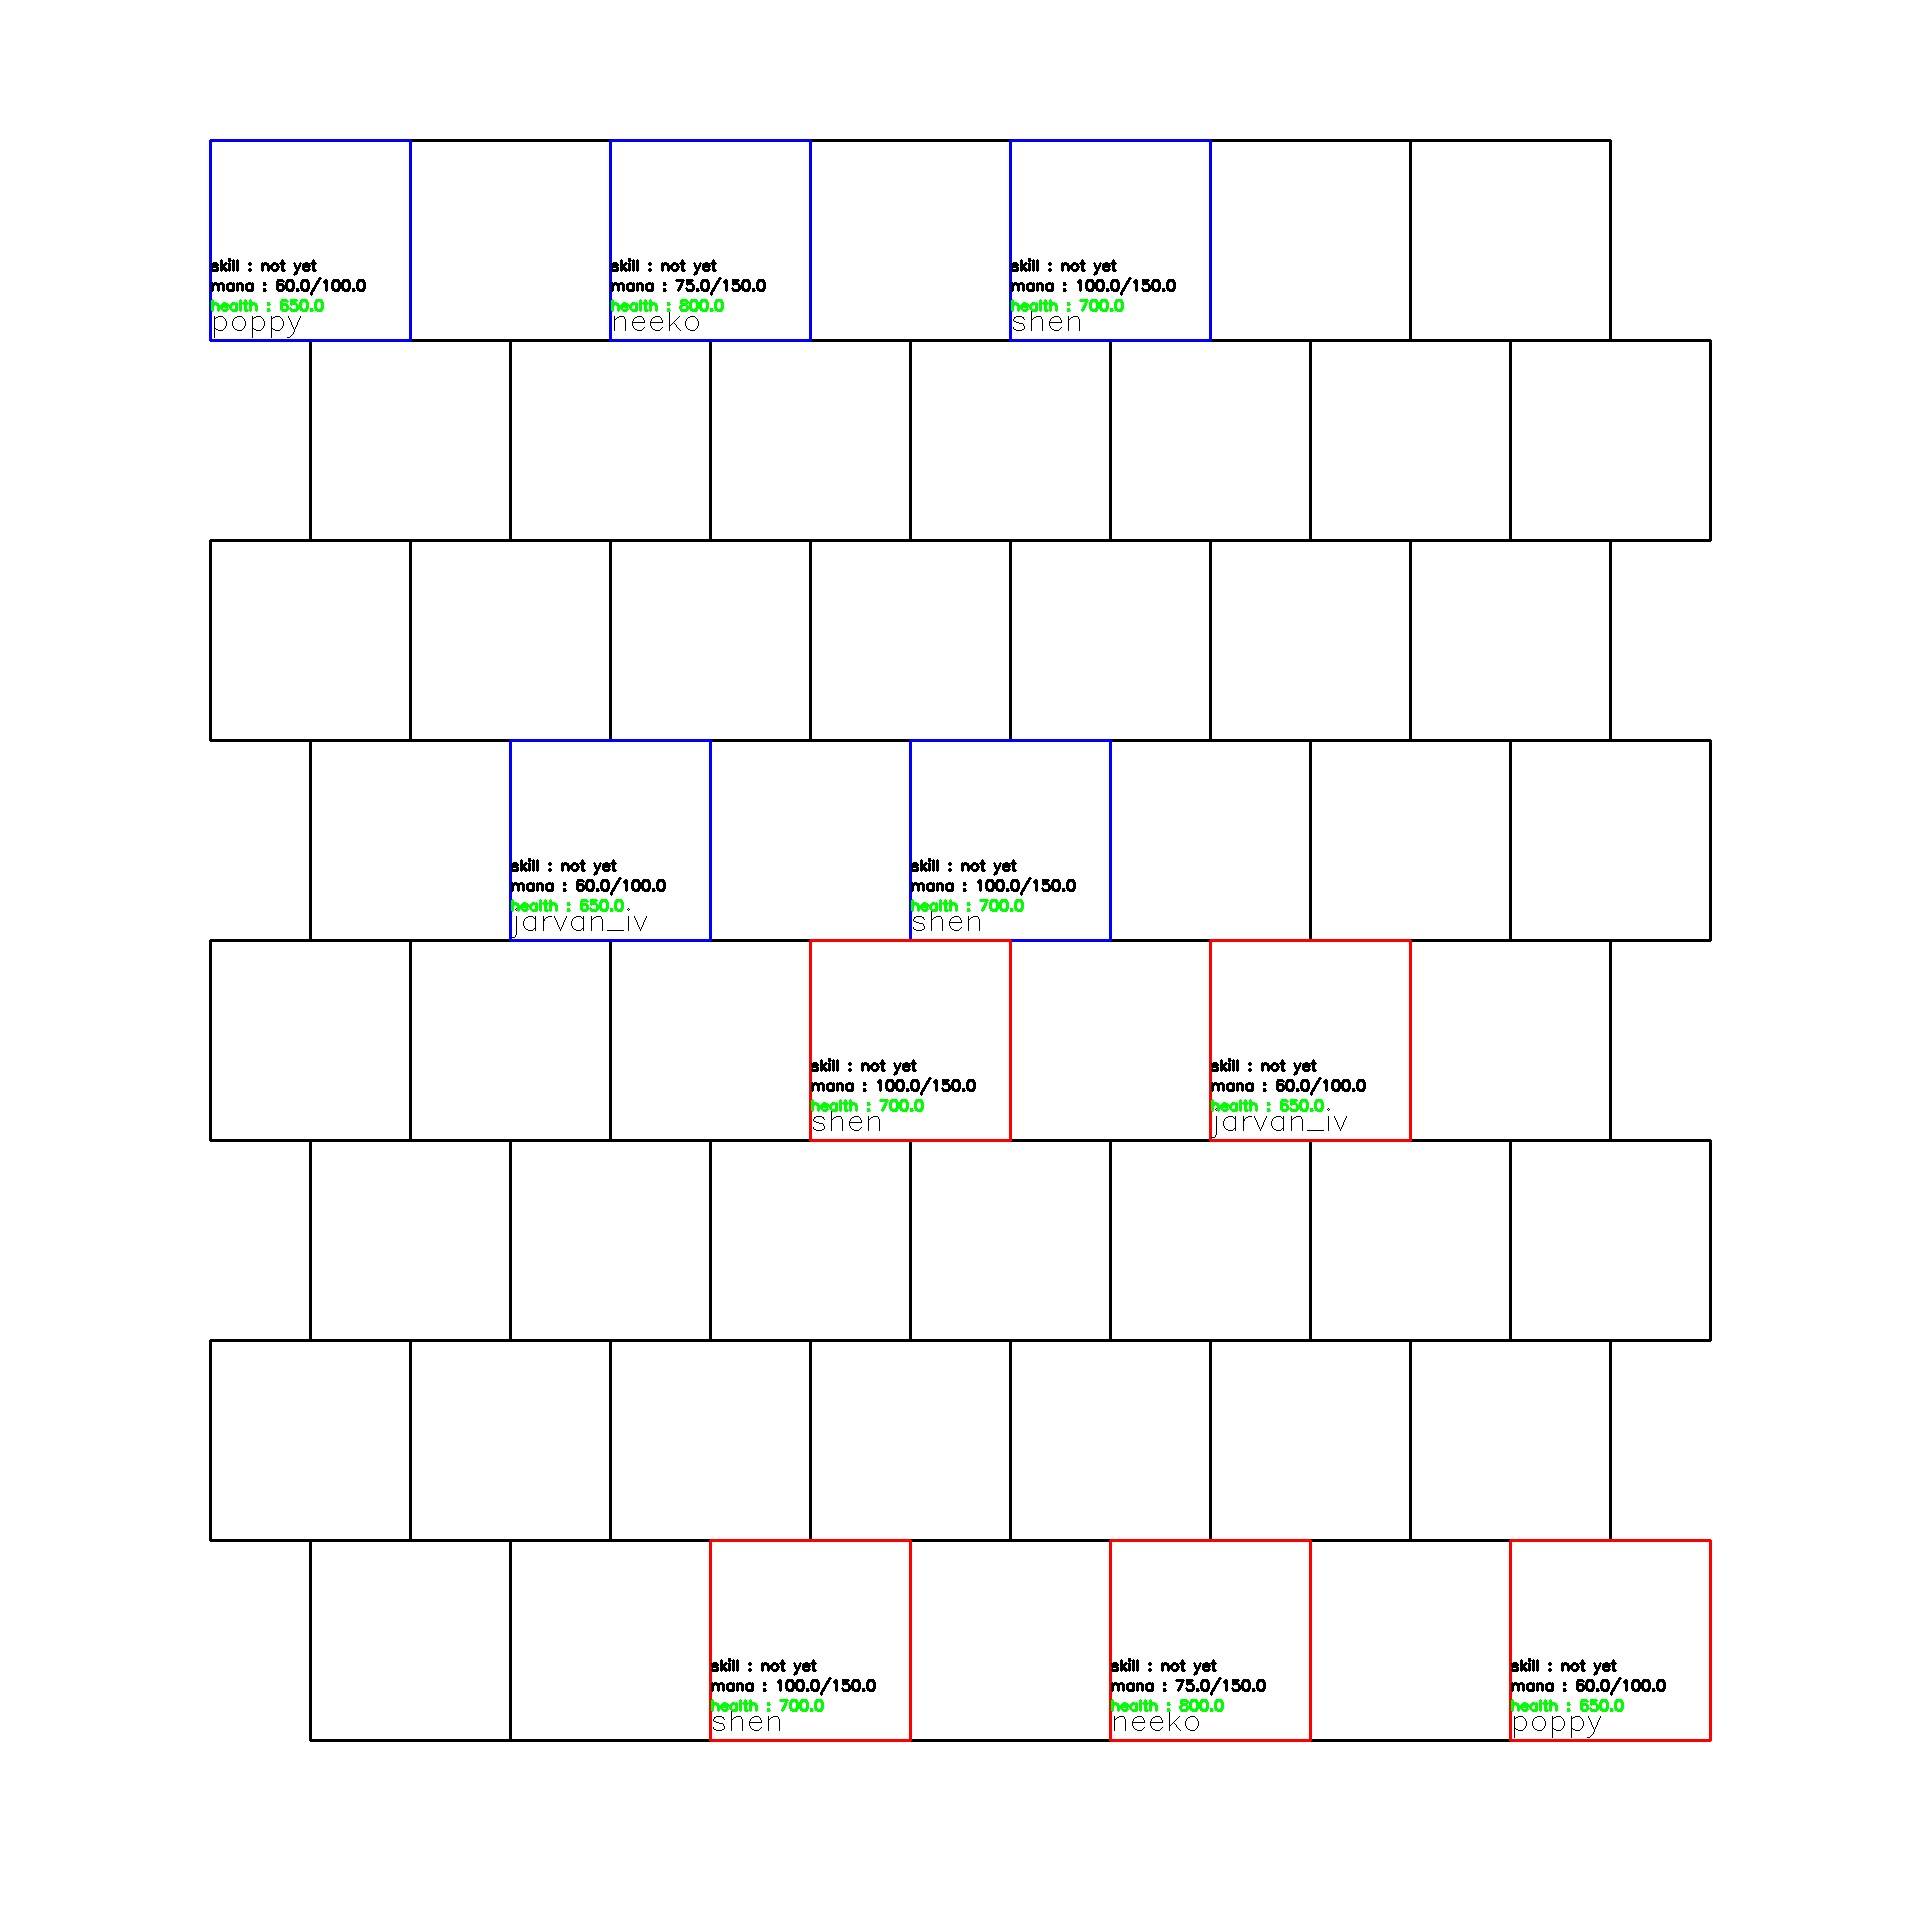 skill : not yet
mana : 60.0/100.0
health : 650.0
poppy
skill : not yet
mana : 75.0/150.0
health : 800.0
neeko
skill : not yet
mana : 100.0/150.0
health : 700.0
shen
skill : not yet
mana : 60.0/100.0
health : 650.0
jarvan_iv
skill : not yet
mana : 100.0/150.0
health : 700.0
shen
skill : not yet
mana : 100.0/150.0
health : 700.0
shen
skill : not yet
mana : 60.0/100.0
health : 650.0
jarvan_iv
skill : not yet
mana : 100.0/150.0
health : 700.0
shen
skill : not yet
mana : 75.0/150.0
health : 800.0
neeko
skill : not yet
mana : 60.0/100.0
health : 650.0
poppy